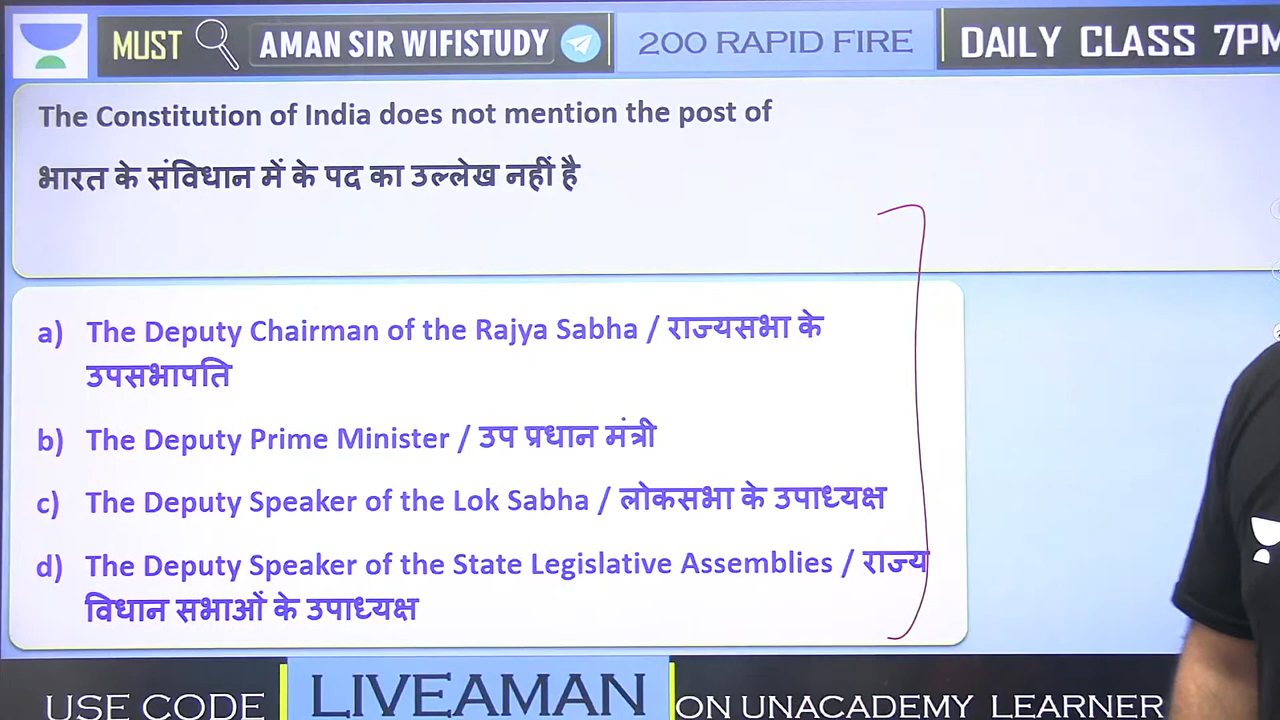 MUST AMAN SIR WIFISTUDY 200 RAPID FIRE DAILY CLASS 7PM
The Constitution of India does not mention the post of
भारत के संविधान में के पद का उल्लेख नहीं है
a) The Deputy Chairman of the Rajya Sabha / राज्यसभा के
उपसभापति
b) The Deputy Prime Minister / उप प्रधान मंत्री
c) The Deputy Speaker of the Lok Sabha / लोकसभा के उपाध्यक्ष
d) The Deputy Speaker of the State Legislative Assemblies / राज्य
विधान सभाओं के उपाध्यक्ष
USE CODE LIVEAMAN ON UNACADEMY LEARNER